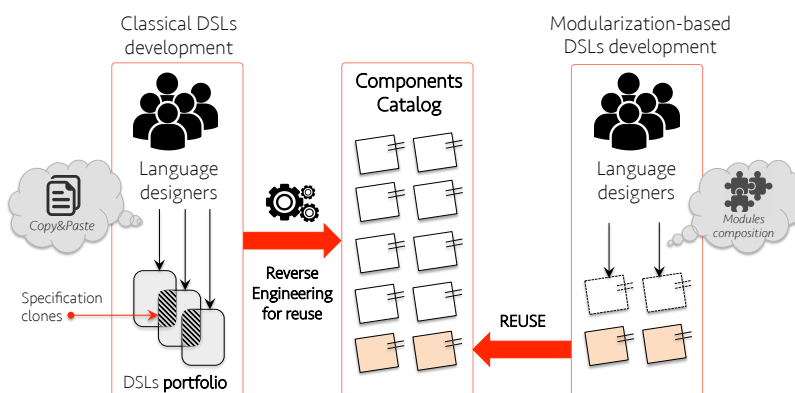 Classical DSLs
development
Language
designers
Copy&Paste
Specification
clones
DSLs portfolio
Reverse
Engineering
for reuse
Components
Catalog
REUSE
Modularization-based
DSLs development
Language
designers
Modules
composition